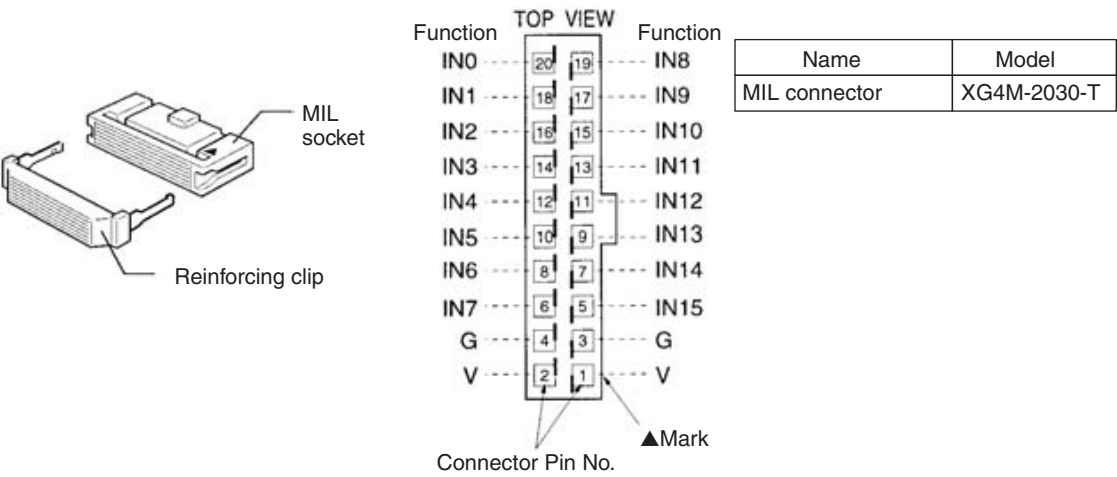 MIL
socket
Reinforcing clip
TOP VIEW
Function Function
IN0 20 19 IN8
IN1 18 17 IN9
IN2 16 15 IN10
IN3 14 13 IN11
IN4 12 11 IN12
IN5 10 9 IN13
IN6 8 7 IN14
IN7 6 5 IN15
G 4 3 G
V 2 1 V
▲Mark
Connector Pin No.
Name Model
MIL connector XG4M-2030-T